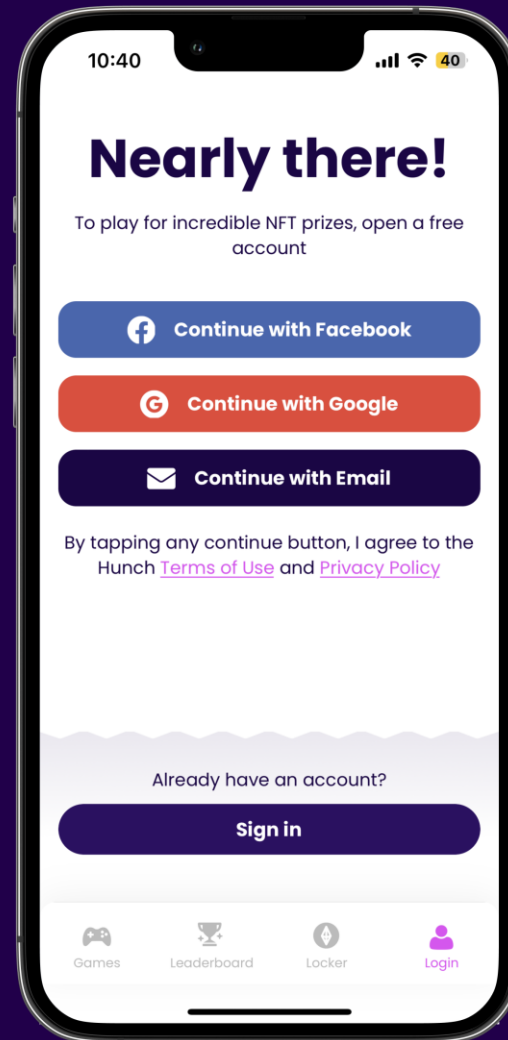 10:40
40
Nearly there!
To play for incredible NFT prizes, open a free
account
Continue with Facebook
G Continue with Google
Continue with Email
By tapping any continue button, I agree to the
Hunch Terms of Use and Privacy Policy
Already have an account?
Sign in
Games
Leaderboard
Locker
Login